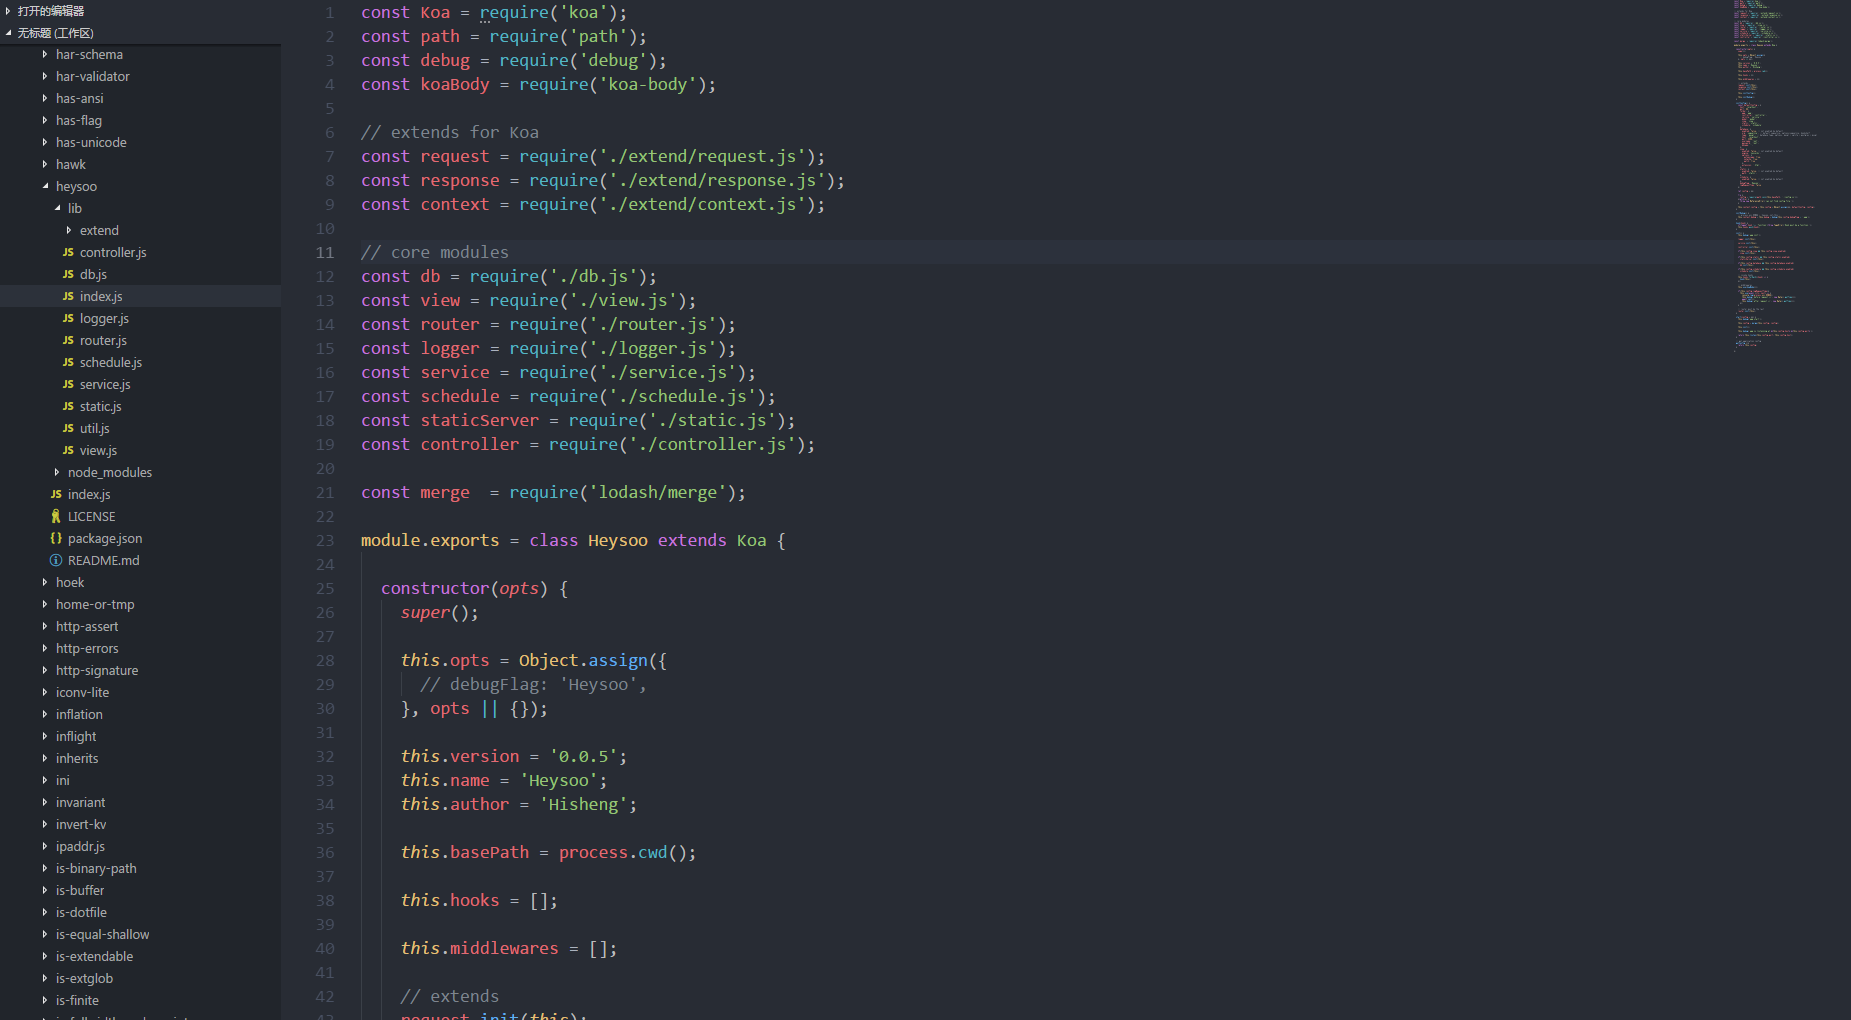 打开的编辑器
无标题 (工作区)
har-schema
har-validator
has-ansi
has-flag
has-unicode
hawk
heysoo
lib
extend
JS controller.js
JS db.js
JS index.js
JS logger.js
JS router.js
JS schedule.js
JS service.js
JS static.js
JS util.js
JS view.js
node_modules
JS index.js
LICENSE
{} package.json
README.md
hoek
home-or-tmp
http-assert
http-errors
http-signature
iconv-lite
inflation
inflight
inherits
ini
invariant
invert-kv
ipaddr.js
is-binary-path
is-buffer
is-dotfile
is-equal-shallow
is-extendable
is-extglob
is-finite
1 const Koa = require('koa');
2 const path = require('path');
3 const debug = require('debug');
4 const koaBody = require('koa-body');
5
6 // extends for Koa
7 const request = require('./extend/request.js');
8 const response = require('./extend/response.js');
9 const context = require('./extend/context.js');
10
11 // core modules
12 const db = require('./db.js');
13 const view = require('./view.js');
14 const router = require('./router.js');
15 const logger = require('./logger.js');
16 const service = require('./service.js');
17 const schedule = require('./schedule.js');
18 const staticServer = require('./static.js');
19 const controller = require('./controller.js');
20
21 const merge  = require('lodash/merge');
22
23 module.exports = class Heysoo extends Koa {
24
25   constructor(opts) {
26     super();
27
28     this.opts = Object.assign({
29       // debugFlag: 'Heysoo',
30     }, opts || {});
31
32     this.version = '0.0.5';
33     this.name = 'Heysoo';
34     this.author = 'Hisheng';
35
36     this.basePath = process.cwd();
37
38     this.hooks = [];
39
40     this.middlewares = [];
41
42     // extends
43     request.init(this);